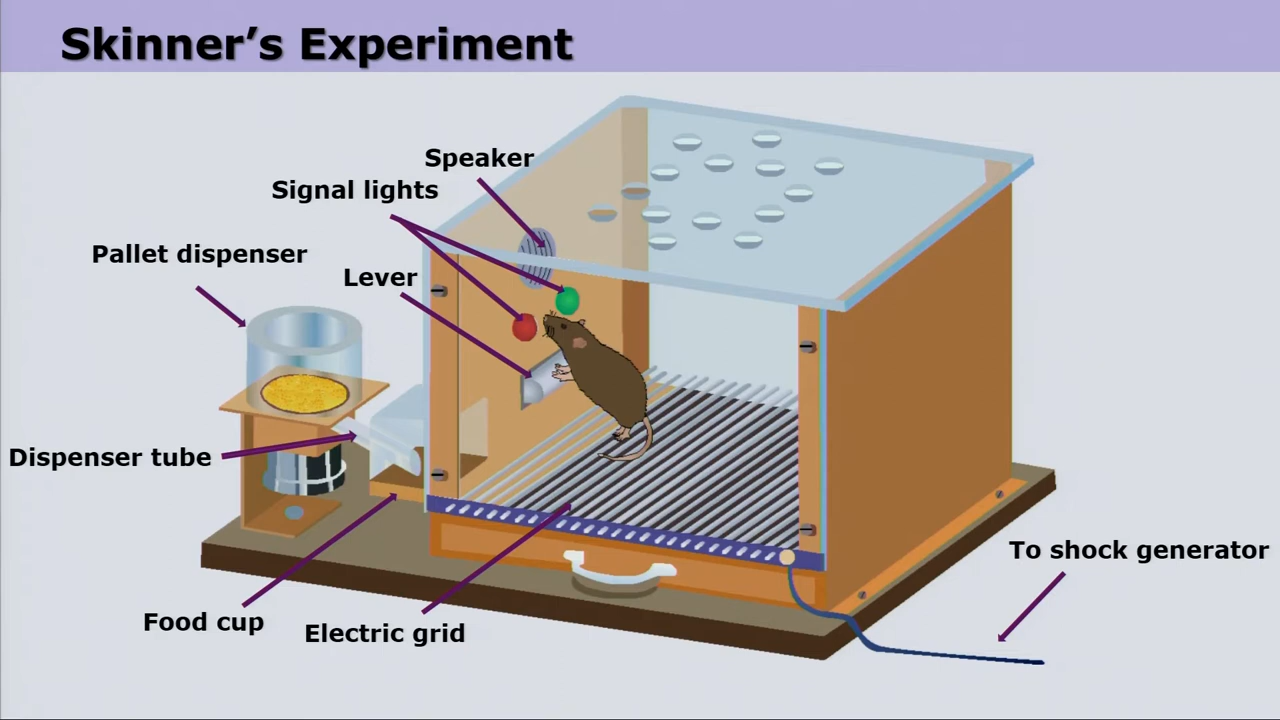 Skinner's Experiment
Speaker
Signal lights
Pallet dispenser
Lever
Dispenser tube
To shock generator
Food cup
Electric grid